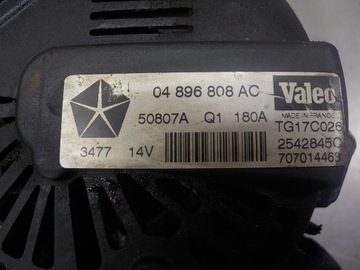 04 896 808 AC
Valeo
MADE IN FRANCE
50807A Q1 180A
TG17C026
3477 14V
2542845C
707014463